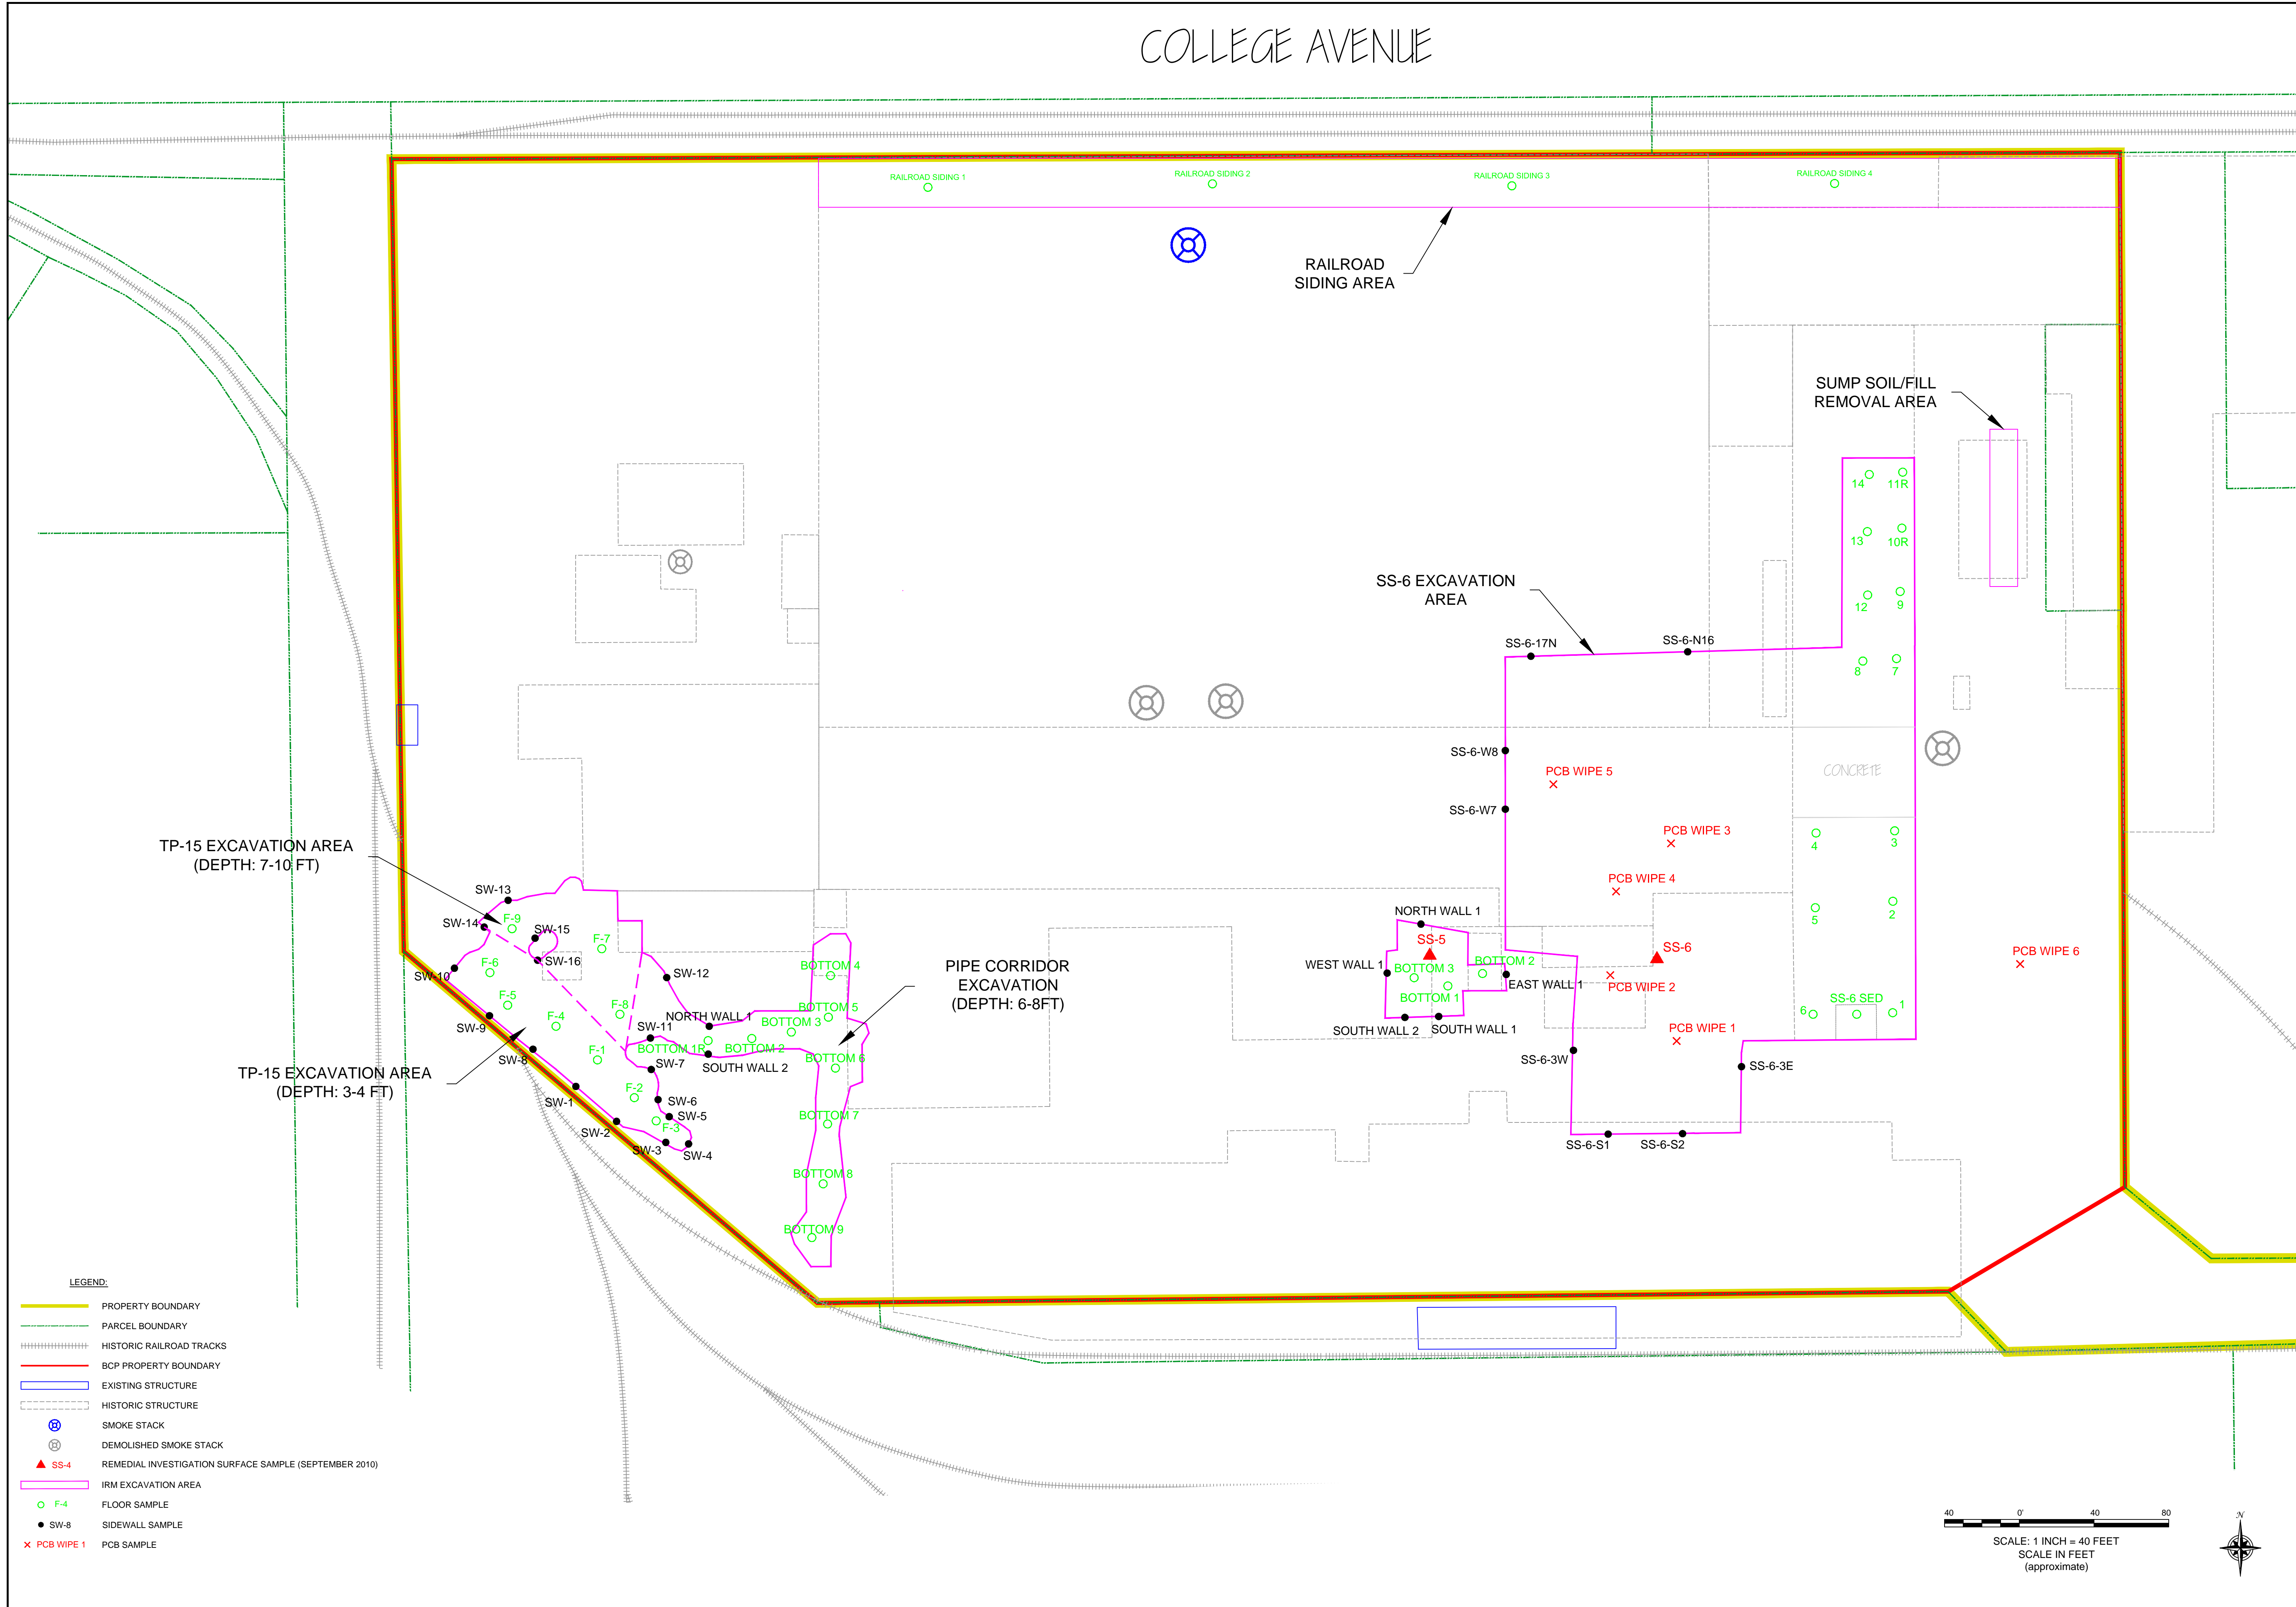 COLLEGE AVENUE
RAILROAD SIDING 1
RAILROAD SIDING 2
RAILROAD SIDING 3
RAILROAD SIDING 4
RAILROAD
SIDING AREA
SUMP SOIL/FILL
REMOVAL AREA
14
11R
13
10R
12
9
8
7
SS-6 EXCAVATION
AREA
SS-6-17N
SS-6-N16
SS-6-W8
SS-6-W7
PCB WIPE 5
PCB WIPE 3
PCB WIPE 4
CONCRETE
4
3
5
2
TP-15 EXCAVATION AREA
(DEPTH: 7-10 FT)
SW-13
SW-14
F-9
SW-15
F-7
SW-16
F-6
SW-10
SW-12
F-5
F-8
SW-9
F-4
NORTH WALL 1
SW-11
BOTTOM 1R
BOTTOM 2
BOTTOM 3
BOTTOM 4
BOTTOM 5
BOTTOM 6
PIPE CORRIDOR
EXCAVATION
(DEPTH: 6-8FT)
F-1
SW-8
SW-7
SOUTH WALL 2
TP-15 EXCAVATION AREA
(DEPTH: 3-4 FT)
F-2
SW-1
SW-6
SW-5
F-3
SW-2
SW-3
SW-4
BOTTOM 7
BOTTOM 8
BOTTOM 9
NORTH WALL 1
SS-5
WEST WALL 1
BOTTOM 3
BOTTOM 2
EAST WALL 1
BOTTOM 1
SOUTH WALL 2
SOUTH WALL 1
SS-6
PCB WIPE 2
PCB WIPE 6
SS-6 SED
6
1
PCB WIPE 1
SS-6-3W
SS-6-3E
SS-6-S1
SS-6-S2
LEGEND:
PROPERTY BOUNDARY
PARCEL BOUNDARY
HISTORIC RAILROAD TRACKS
BCP PROPERTY BOUNDARY
EXISTING STRUCTURE
HISTORIC STRUCTURE
SMOKE STACK
DEMOLISHED SMOKE STACK
SS-4 REMEDIAL INVESTIGATION SURFACE SAMPLE (SEPTEMBER 2010)
IRM EXCAVATION AREA
F-4 FLOOR SAMPLE
SW-8 SIDEWALL SAMPLE
PCB WIPE 1 PCB SAMPLE
40 0' 40 80
SCALE: 1 INCH = 40 FEET
SCALE IN FEET
(approximate)
N